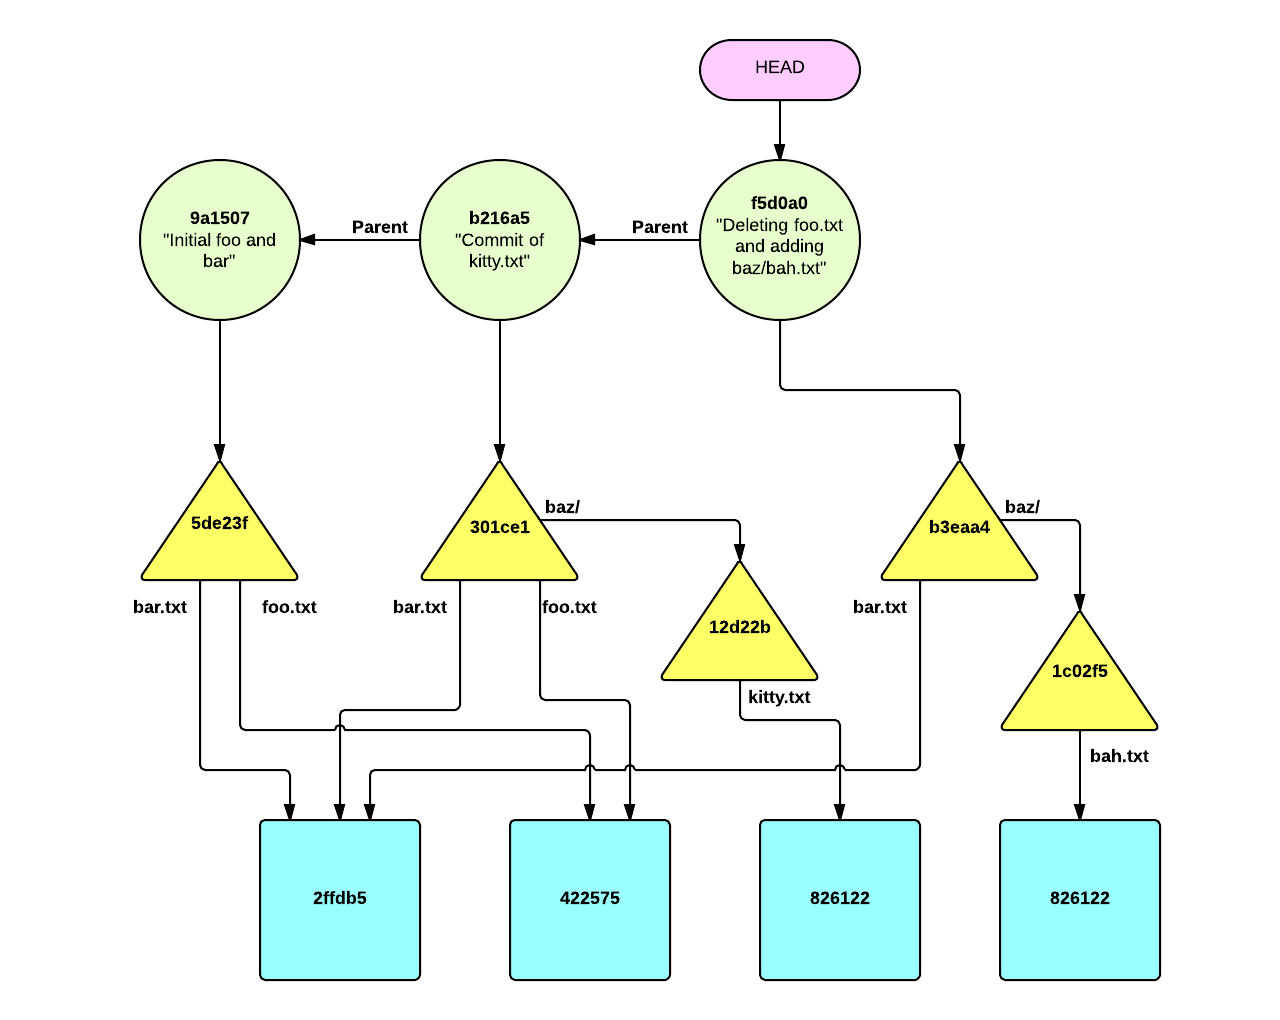 HEAD
9a1507
"Initial foo and
bar"
Parent
b216a5
"Commit of
kitty.txt"
Parent
f5d0a0
"Deleting foo.txt
and adding
baz/bah.txt"
5de23f
301ce1
baz/
b3eaa4
baz/
bar.txt
foo.txt
bar.txt
foo.txt
12d22b
bar.txt
kitty.txt
1c02f5
bah.txt
2ffdb5
422575
826122
826122